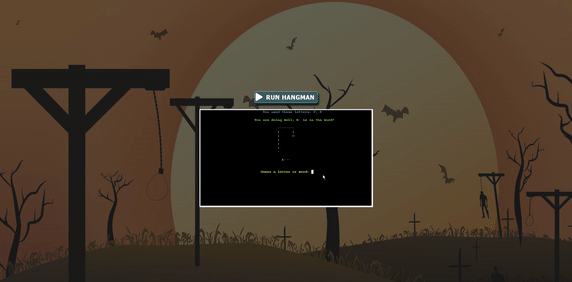 RUN HANGMAN
You used these letters:
You are doing well. is in the word!
Guess a letter or word: